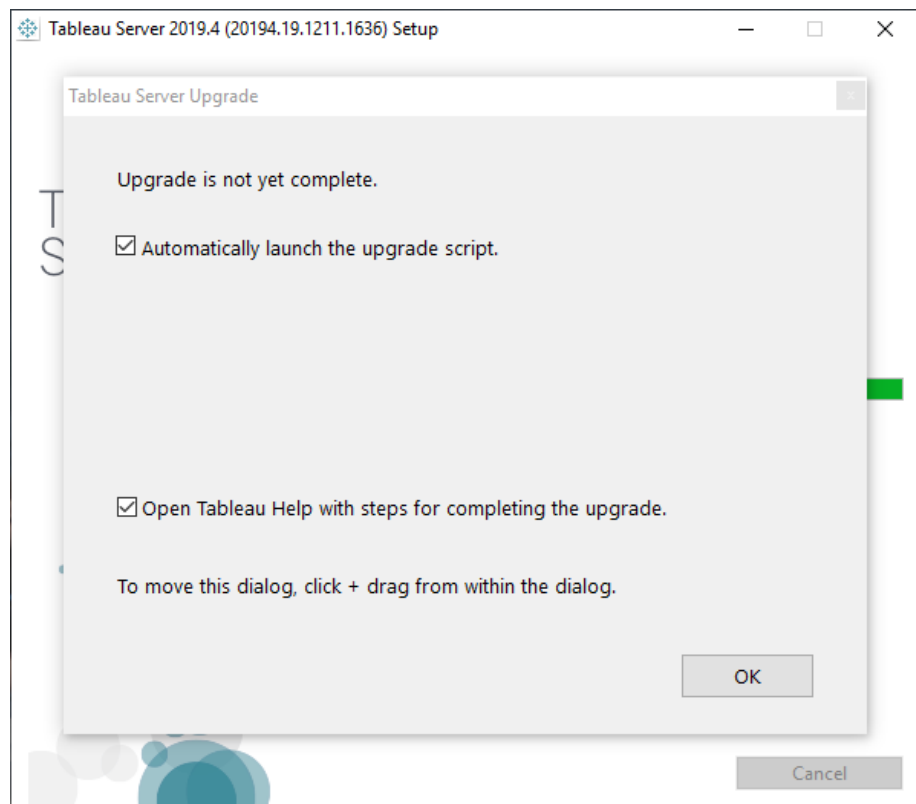 Tableau Server 2019.4 (20194.19.1211.1636) Setup
Tableau Server Upgrade
Upgrade is not yet complete.
T
Automatically launch the upgrade script.
S
Open Tableau Help with steps for completing the upgrade.
To move this dialog, click + drag from within the dialog.
OK
Cancel